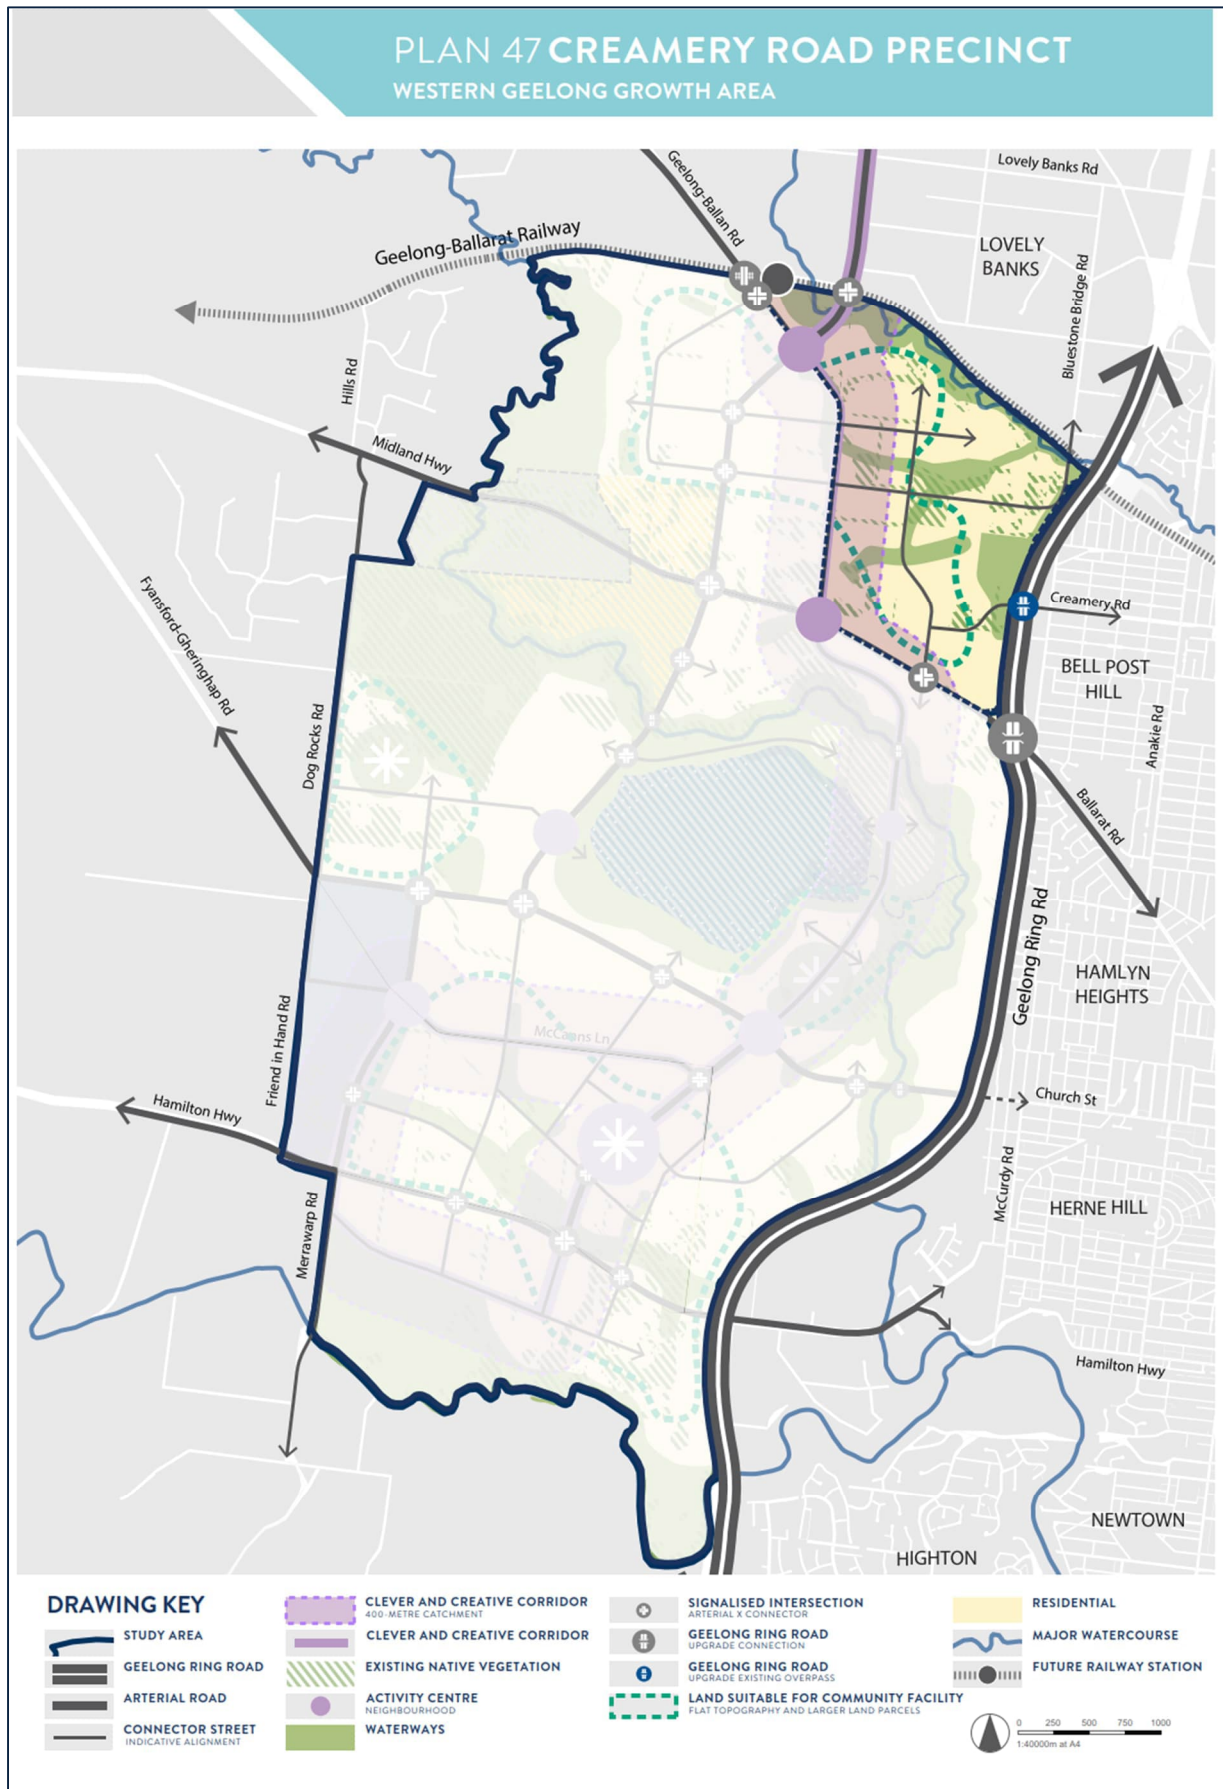 PLAN 47 CREAMERY ROAD PRECINCT
WESTERN GEELONG GROWTH AREA
Geelong-Ballan Rd
Lovely Banks Rd
Geelong-Ballarat Railway
LOVELY
BANKS
Bluestone Bridge Rd
Hills Rd
Midland Hwy
Fyansford-Gheringhap Rd
Creamery Rd
BELL POST
HILL
Dog Rocks Rd
Anakie Rd
Ballarat Rd
Geelong Ring Rd
HAMLYN
HEIGHTS
Friend in Hand Rd
McCanns Ln
Hamilton Hwy
Church St
McCurdy Rd
HERNE HILL
Merrawarp Rd
Hamilton Hwy
NEWTOWN
HIGHTON
DRAWING KEY
STUDY AREA
GEELONG RING ROAD
ARTERIAL ROAD
CONNECTOR STREET
INDICATIVE ALIGNMENT
CLEVER AND CREATIVE CORRIDOR
400-METRE CATCHMENT
CLEVER AND CREATIVE CORRIDOR
EXISTING NATIVE VEGETATION
ACTIVITY CENTRE
NEIGHBOURHOOD
WATERWAYS
SIGNALISED INTERSECTION
ARTERIAL X CONNECTOR
GEELONG RING ROAD
UPGRADE CONNECTION
GEELONG RING ROAD
UPGRADE EXISTING OVERPASS
LAND SUITABLE FOR COMMUNITY FACILITY
FLAT TOPOGRAPHY AND LARGER LAND PARCELS
RESIDENTIAL
MAJOR WATERCOURSE
FUTURE RAILWAY STATION
0 250 500 750 1000
1:40000m at A4